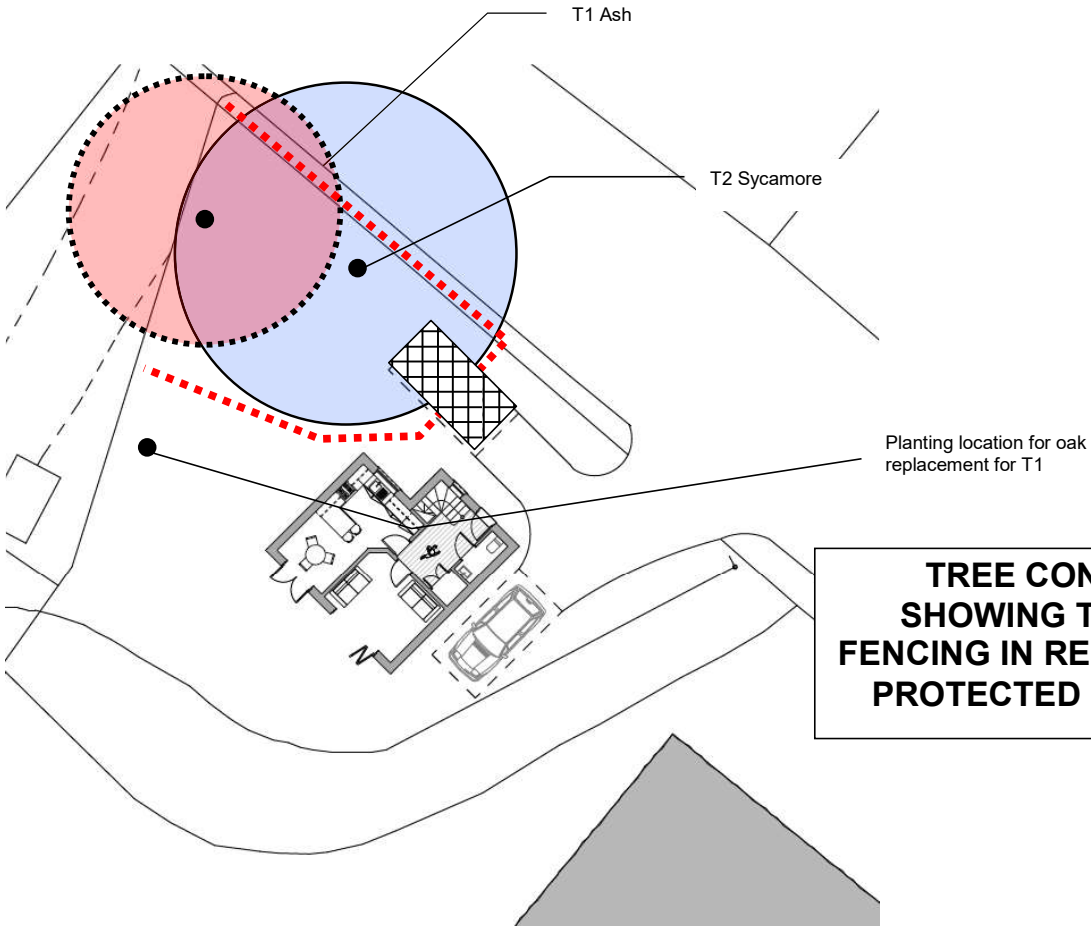 T1 Ash
T2 Sycamore
Planting location for oak
replacement for T1
TREE CON
SHOWING T
FENCING IN RE
PROTECTED